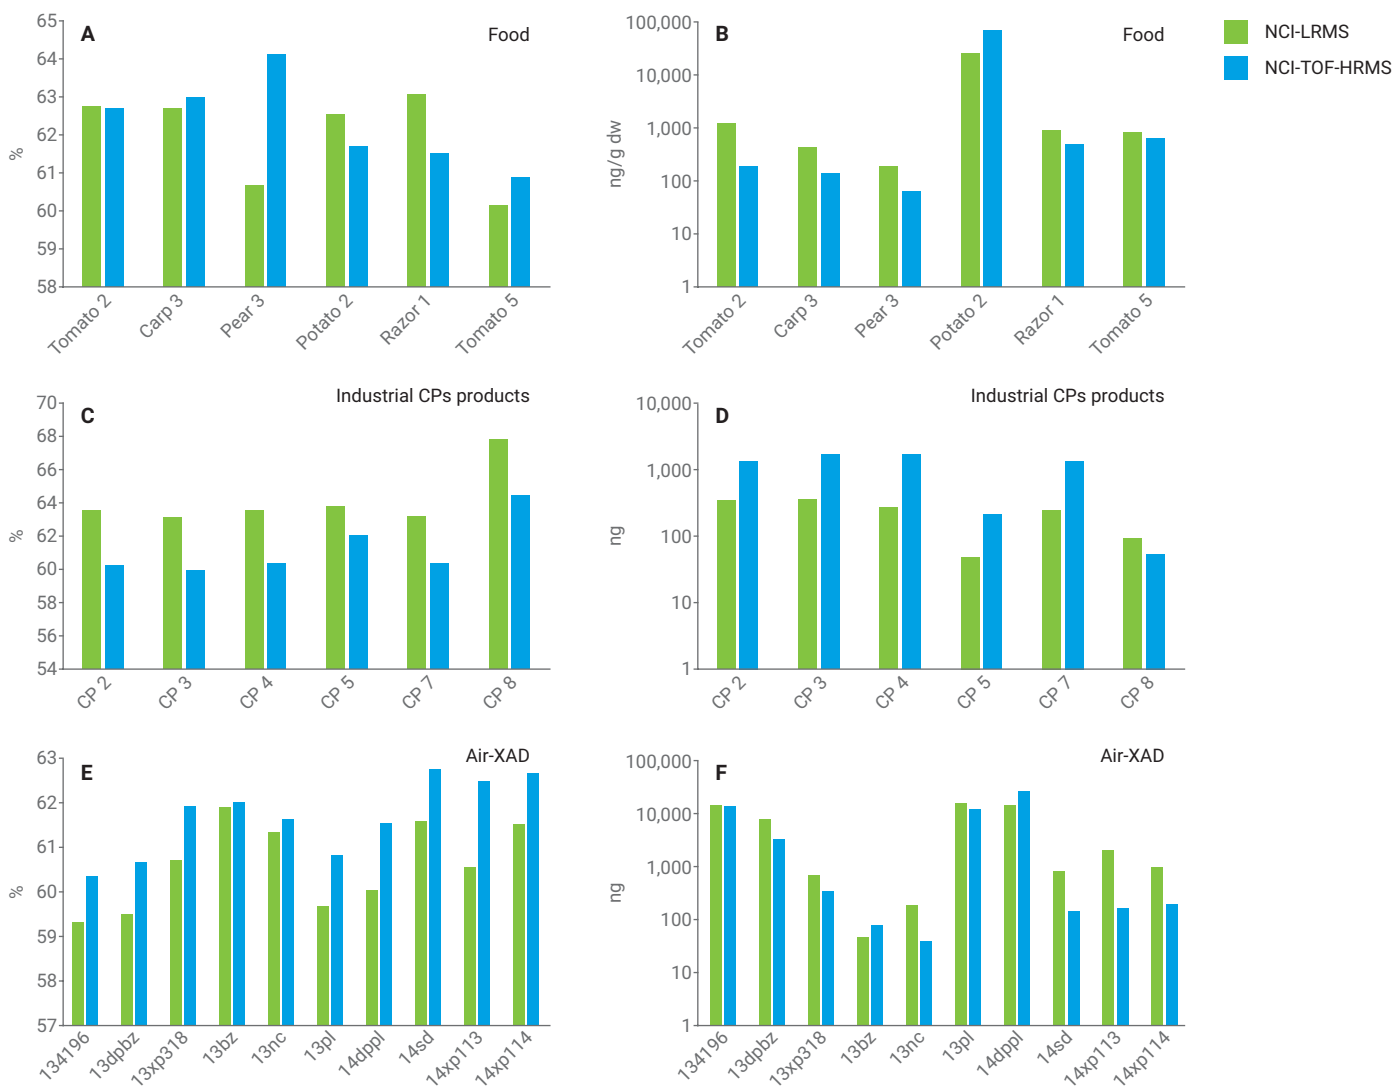 A
Food
%
65
64
63
62
61
60
59
58
Tomato 2
Carp 3
Pear 3
Potato 2
Razor 1
Tomato 5
B
Food
ng/g dw
100,000
10,000
1,000
100
10
1
Tomato 2
Carp 3
Pear 3
Potato 2
Razor 1
Tomato 5
NCI-LRMS
NCI-TOF-HRMS
C
Industrial CPs products
%
70
68
66
64
62
60
58
56
54
CP 2
CP 3
CP 4
CP 5
CP 7
CP 8
D
Industrial CPs products
ng
10,000
1,000
100
10
1
CP 2
CP 3
CP 4
CP 5
CP 7
CP 8
E
Air-XAD
%
63
62
61
60
59
58
57
134196
13dpbz
13xp318
13bz
13nc
13pl
14dppl
14sd
14xp113
14xp114
F
Air-XAD
ng
100,000
10,000
1,000
100
10
1
134196
13dpbz
13xp318
13bz
13nc
13pl
14dppl
14sd
14xp113
14xp114